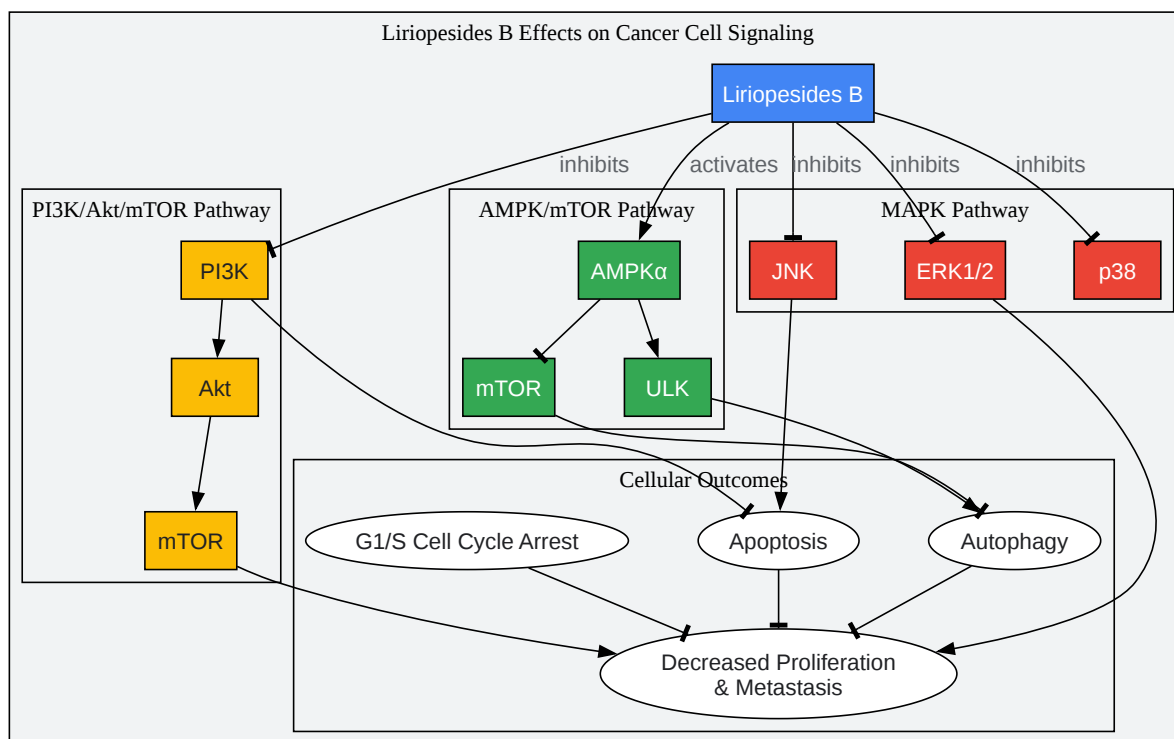 Liriopesides B Effects on Cancer Cell Signaling
Liriopesides B
inhibits
activates
inhibits
inhibits
inhibits
PI3K/Akt/mTOR Pathway
AMPK/mTOR Pathway
MAPK Pathway
PI3K
AMPKα
JNK
ERK1/2
p38
Akt
mTOR
ULK
Cellular Outcomes
mTOR
G1/S Cell Cycle Arrest
Apoptosis
Autophagy
Decreased Proliferation
& Metastasis